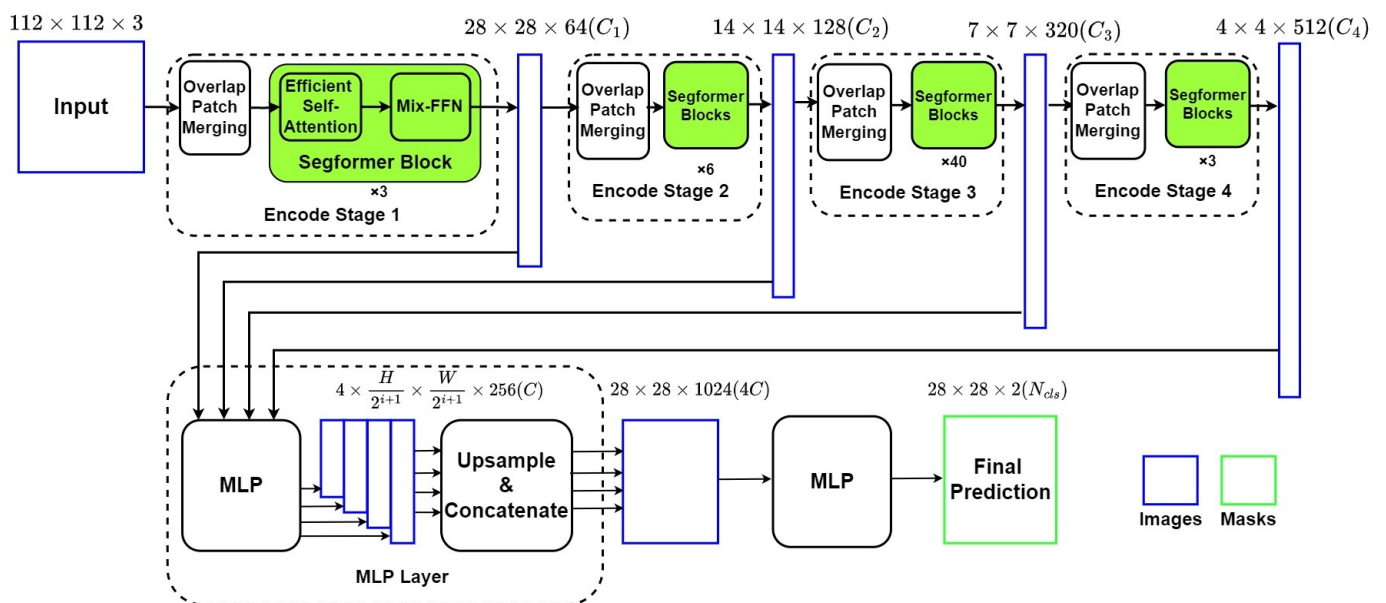 112 × 112 × 3
28 × 28 × 64(C₁)
14 × 14 × 128(C₂)
7 × 7 × 320(C₃)
4 × 4 × 512(C₄)
Input
Overlap
Patch
Merging
Efficient
Self-
Attention
Mix-FFN
Segformer Block
×3
Encode Stage 1
Overlap
Patch
Merging
Segformer
Blocks
×6
Encode Stage 2
Overlap
Patch
Merging
Segformer
Blocks
×40
Encode Stage 3
Overlap
Patch
Merging
Segformer
Blocks
×3
Encode Stage 4
4 × H/2^{i+1} × W/2^{i+1} × 256(C)
28 × 28 × 1024(4C)
28 × 28 × 2(N_{cls})
MLP
Upsample
&
Concatenate
MLP Layer
MLP
Final
Prediction
Images
Masks